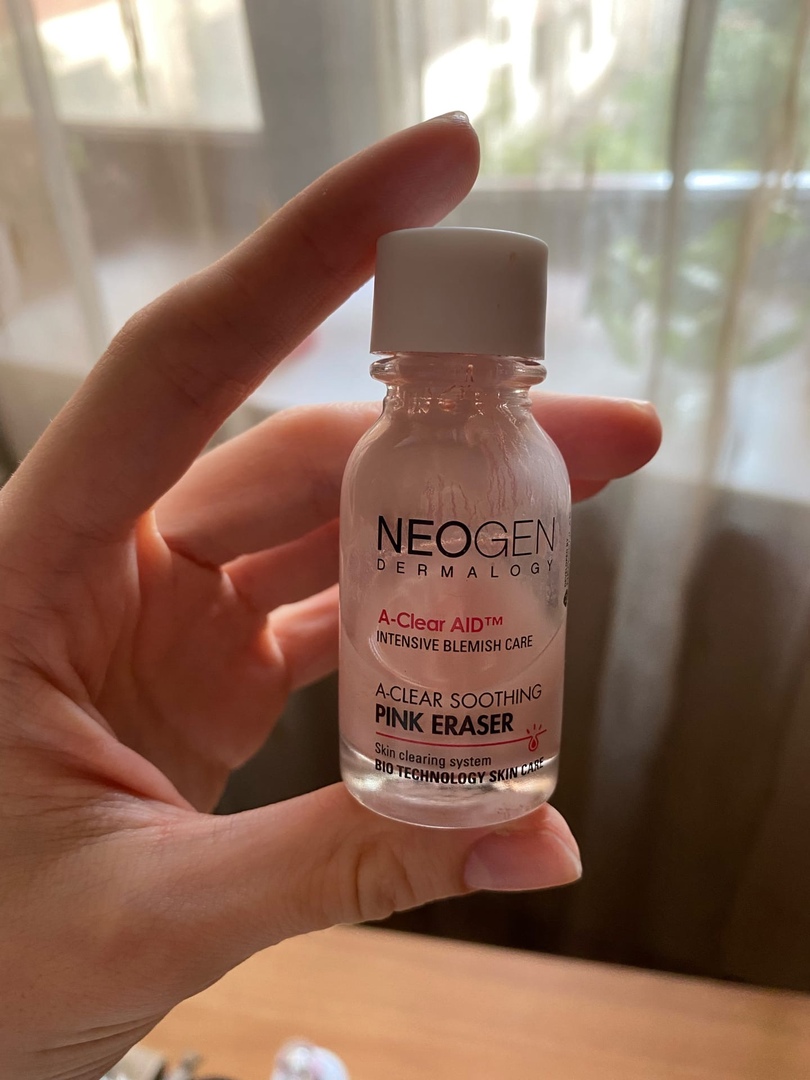 NEOGEN
DERMALOGY
A-Clear AID™
INTENSIVE BLEMISH CARE
A-CLEAR SOOTHING
PINK ERASER
Skin clearing system
BIO TECHNOLOGY SKIN CARE